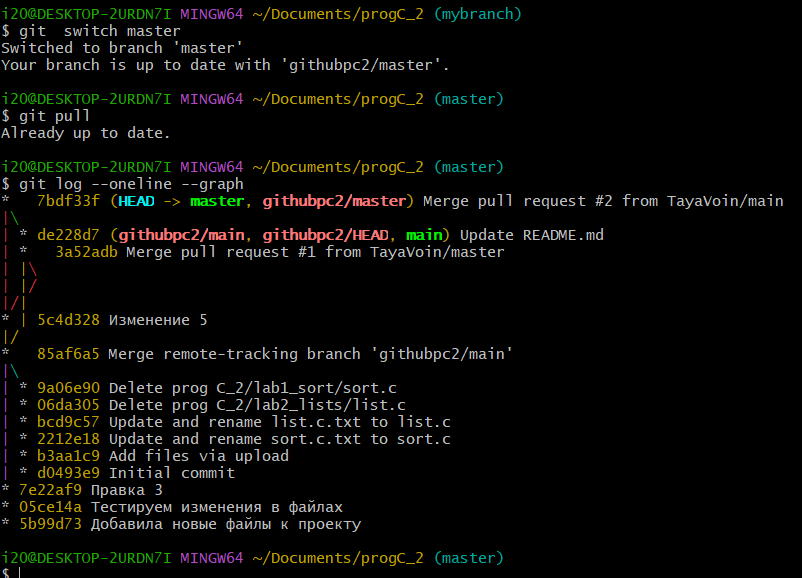 i20@DESKTOP-2URDN7I MINGW64 ~/Documents/progC_2 (mybranch)
$ git  switch master
Switched to branch 'master'
Your branch is up to date with 'githubpc2/master'.
i20@DESKTOP-2URDN7I MINGW64 ~/Documents/progC_2 (master)
$ git pull
Already up to date.
i20@DESKTOP-2URDN7I MINGW64 ~/Documents/progC_2 (master)
$ git log --oneline --graph
*   7bdf33f (HEAD -> master, githubpc2/master) Merge pull request #2 from TayaVoin/main
|\
| * de228d7 (githubpc2/main, githubpc2/HEAD, main) Update README.md
| *   3a52adb Merge pull request #1 from TayaVoin/master
| |\
| |/
|/|
* | 5c4d328 Изменение 5
|/
*   85af6a5 Merge remote-tracking branch 'githubpc2/main'
|\
| * 9a06e90 Delete prog C_2/lab1_sort/sort.c
| * 06da305 Delete prog C_2/lab2_lists/list.c
| * bcd9c57 Update and rename list.c.txt to list.c
| * 2212e18 Update and rename sort.c.txt to sort.c
| * b3aa1c9 Add files via upload
| * d0493e9 Initial commit
* 7e22af9 Правка 3
* 05ce14a Тестируем изменения в файлах
* 5b99d73 Добавила новые файлы к проекту
i20@DESKTOP-2URDN7I MINGW64 ~/Documents/progC_2 (master)
$